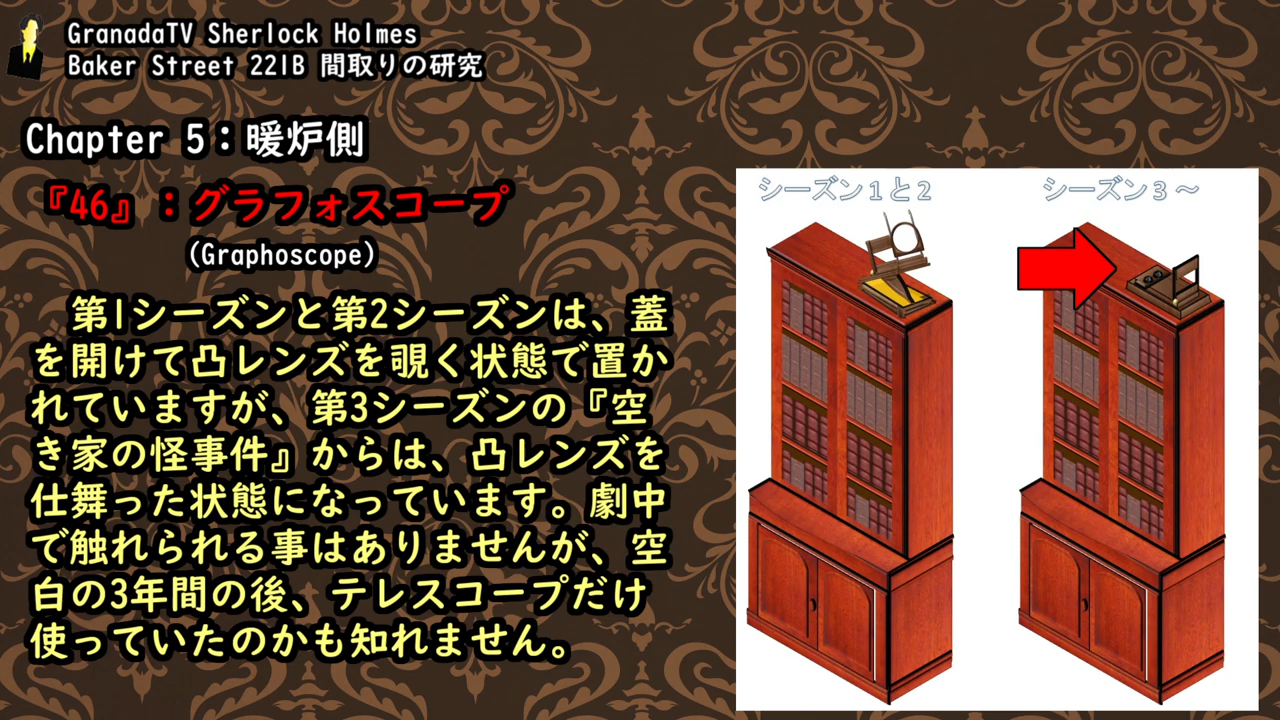 GranadaTV Sherlock Holmes
Baker Street 221B 間取りの研究
Chapter 5：暖炉側
『46』：グラフォスコープ
(Graphoscope)
第1シーズンと第2シーズンは、蓋
を開けて凸レンズを覗く状態で置か
れていますが、第3シーズンの『空
き家の怪事件』からは、凸レンズを
仕舞った状態になっています。劇中
で触れられる事はありませんが、空
白の3年間の後、テレスコープだけ
使っていたのかも知れません。
シーズン１と２
シーズン３～